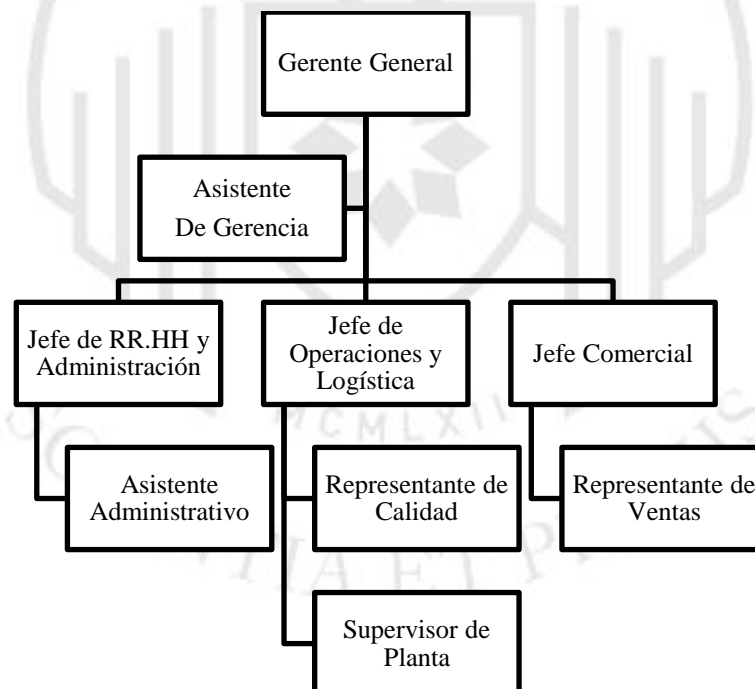 Gerente General
Asistente
De Gerencia
Jefe de RR.HH y
Administración
Jefe de
Operaciones y
Logística
Jefe Comercial
Asistente
Administrativo
Representante de
Calidad
Representante de
Ventas
Supervisor de
Planta
MCMLXII